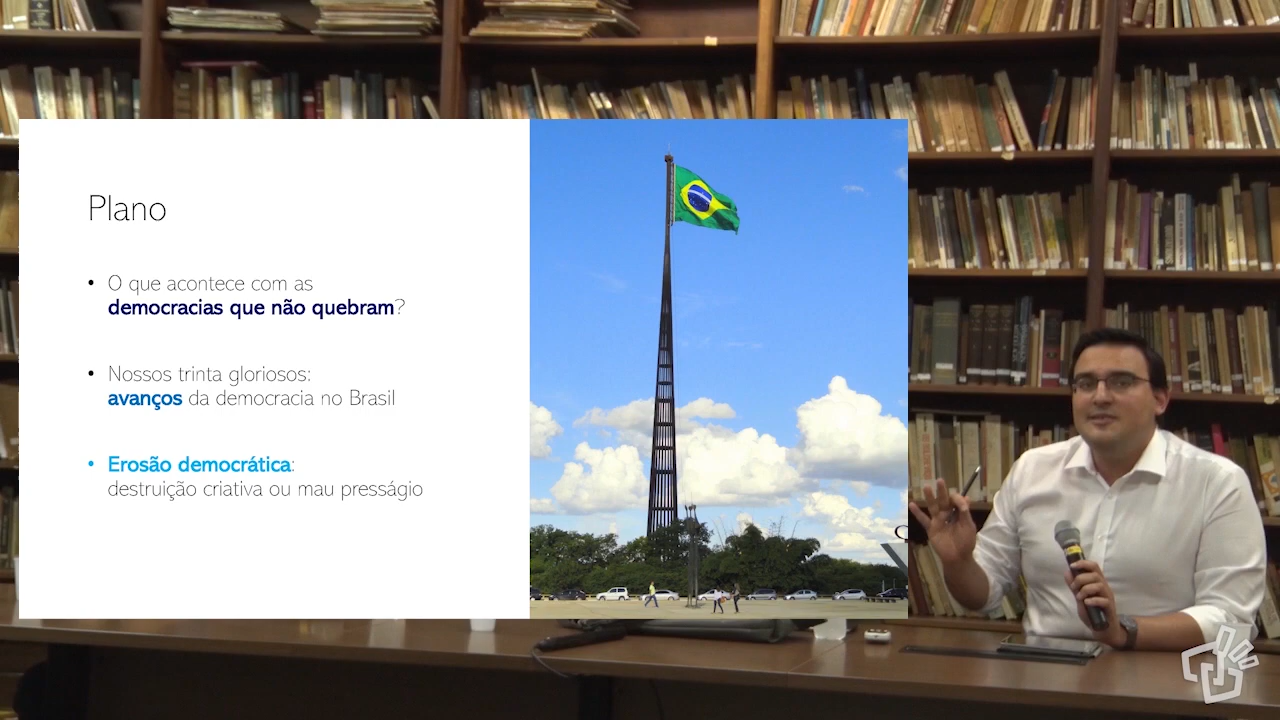 Plano
• O que acontece com as
democracias que não quebram?
• Nossos trinta gloriosos:
avanços da democracia no Brasil
• Erosão democrática:
destruição criativa ou mau presságio